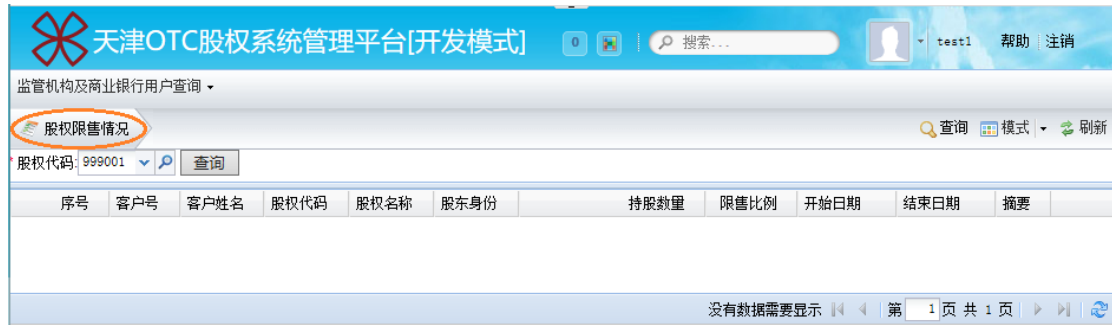 天津OTC股权系统管理平台[开发模式] 0 搜索... test1 帮助 注销
监管机构及商业银行用户查询
股权限售情况 查询 模式 刷新
* 股权代码: 999001 查询
序号 客户号 客户姓名 股权代码 股权名称 股东身份 持股数量 限售比例 开始日期 结束日期 摘要
没有数据需要显示 第 1 页 共 1 页